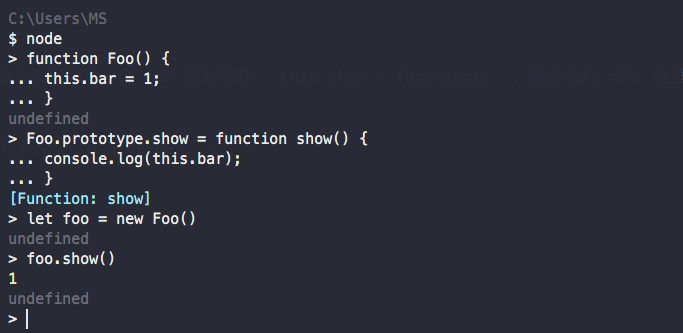 C:\Users\MS
$ node
> function Foo() {
... this.bar = 1;
... }
undefined
> Foo.prototype.show = function show() {
... console.log(this.bar);
... }
[Function: show]
> let foo = new Foo()
undefined
> foo.show()
1
undefined
>